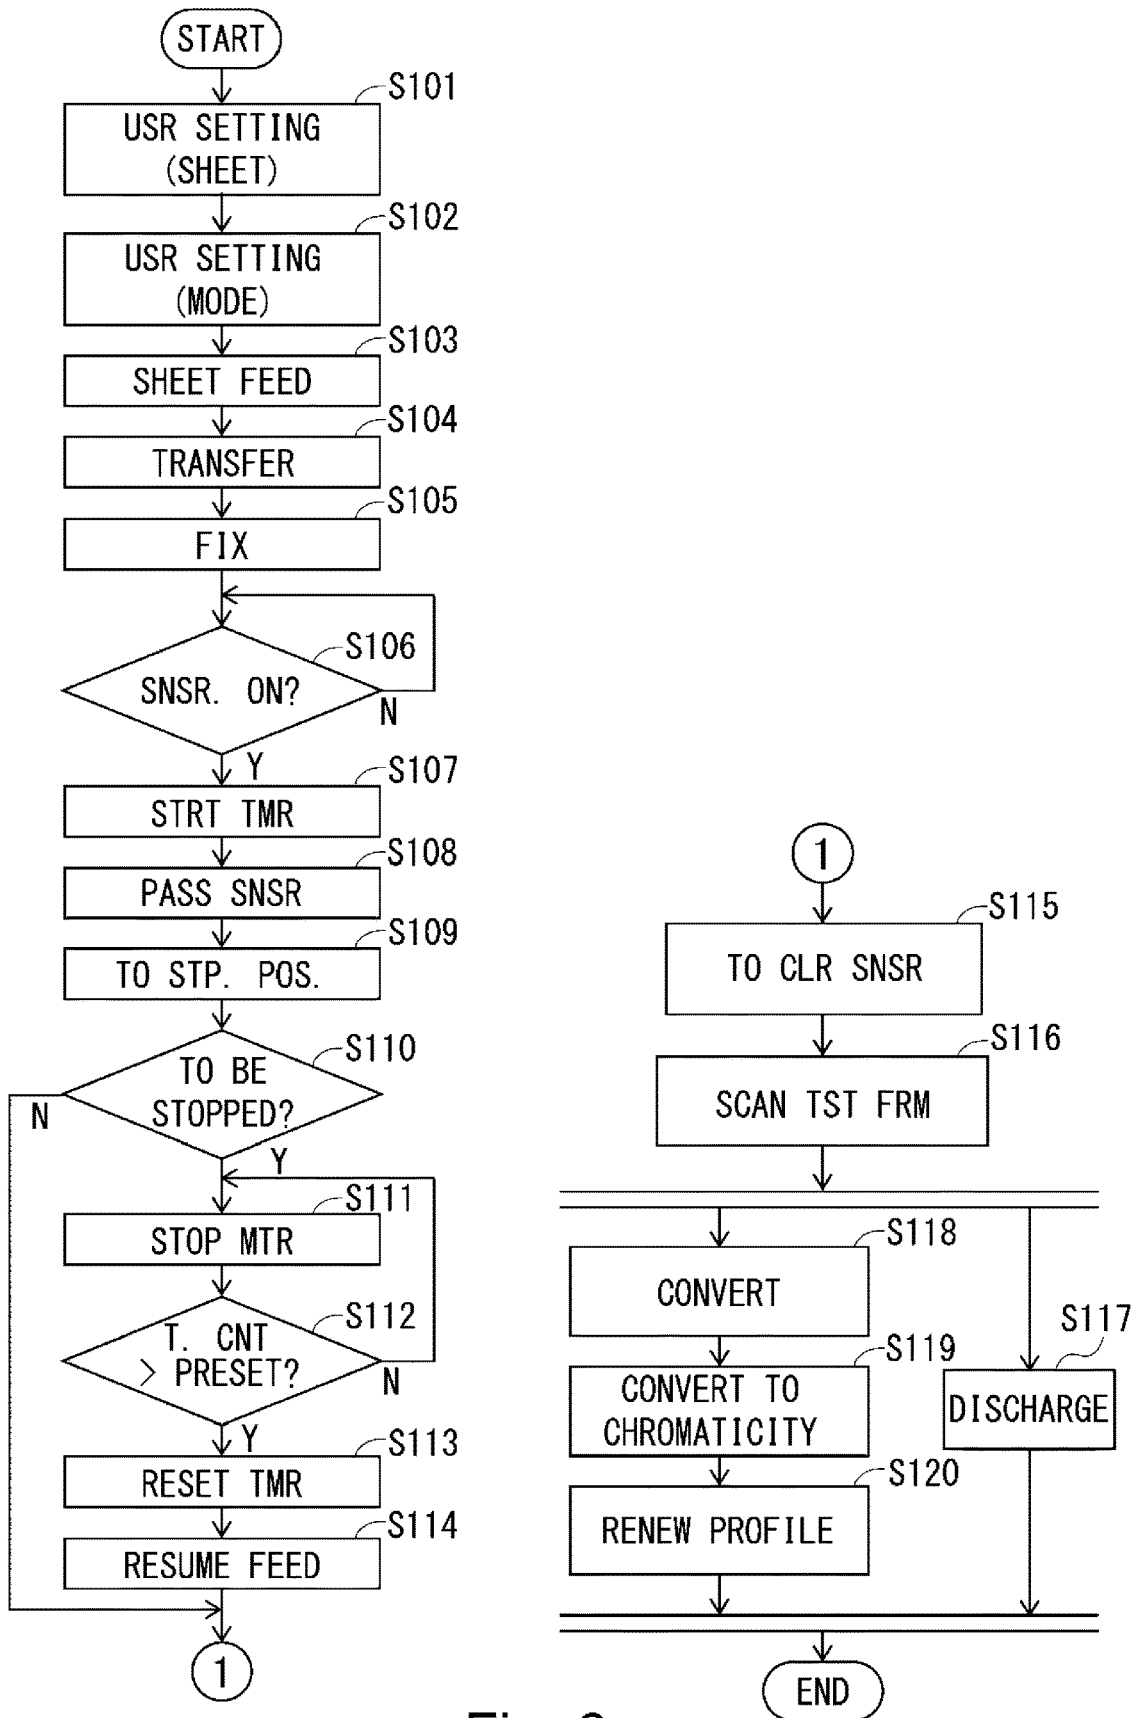 START
S101
USR SETTING
(SHEET)
S102
USR SETTING
(MODE)
S103
SHEET FEED
S104
TRANSFER
S105
FIX
S106
SNSR. ON?
N
Y
S107
STRT TMR
S108
PASS SNSR
S109
TO STP. POS.
S110
TO BE
STOPPED?
N
Y
S111
STOP MTR
S112
T. CNT
> PRESET?
N
Y
S113
RESET TMR
S114
RESUME FEED
1
1
S115
TO CLR SNSR
S116
SCAN TST FRM
S118
CONVERT
S117
DISCHARGE
S119
CONVERT TO
CHROMATICITY
S120
RENEW PROFILE
END